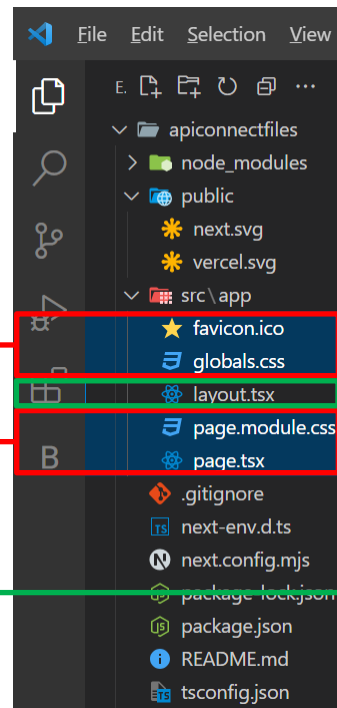 File Edit Selection View
E.
apiconnectfiles
node_modules
public
next.svg
vercel.svg
src\app
favicon.ico
globals.css
layout.tsx
page.module.css
page.tsx
.gitignore
TS next-env.d.ts
N next.config.mjs
B
package-lock.json
package.json
README.md
tsconfig.json